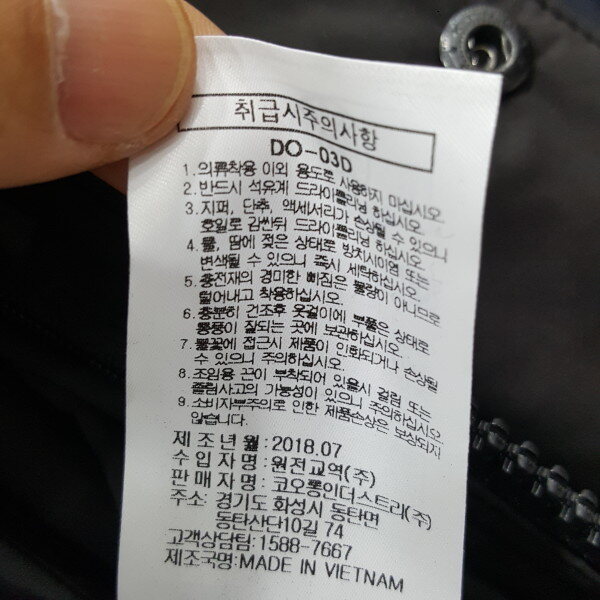 취급시주의사항
DO-03D
1. 의류착용 이외 용도로 사용하지 마십시오.
2. 반드시 석유계 드라이클리닝 하십시오.
3. 지퍼, 단추, 액세서리가 손상될 수 있으니
호일로 감싼뒤 드라이클리닝 하십시오.
4. 물, 땀에 젖은 상태로 방치시이염 또는
변색될 수 있으니 즉시 세탁하십시오.
5. 충전재의 경미한 빠짐은 불량이 아니므로
털어내고 착용하십시오.
6. 충분히 건조후 옷걸이에 부풀은 상태로
통풍이 잘되는 곳에 보관하십시오.
7. 불꽃에 접근시 제품이 인화되거나 손상될
수 있으니 주의하십시오.
8. 조임용 끈이 부착되어 있을시 걸림 또는
졸림사고의 가능성이 있으니 주의하십시오.
9. 소비자부주의로 인한 제품손상은 보상되지
않습니다.
제 조 년 월 : 2018.07
수 입 자 명 : 원전교역(주)
판 매 자 명 : 코오롱인더스트리(주)
주소: 경기도 화성시 동탄면
동탄산단10길 74
고객상담팀: 1588-7667
제조국명: MADE IN VIETNAM